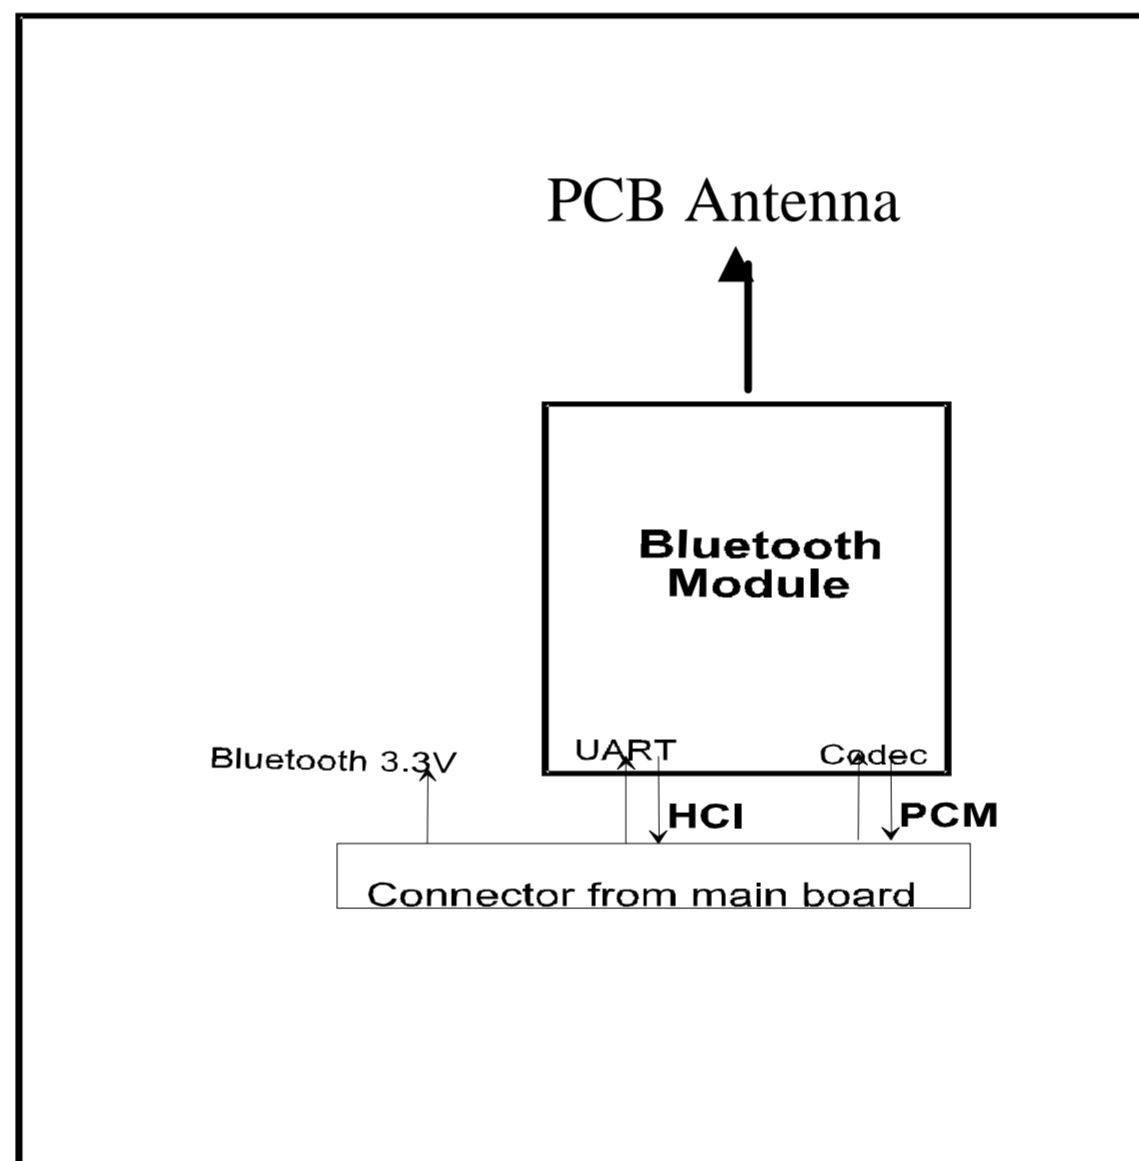 PCB Antenna
Bluetooth
Module
Bluetooth 3.3V
UART
Codec
HCI
PCM
Connector from main board